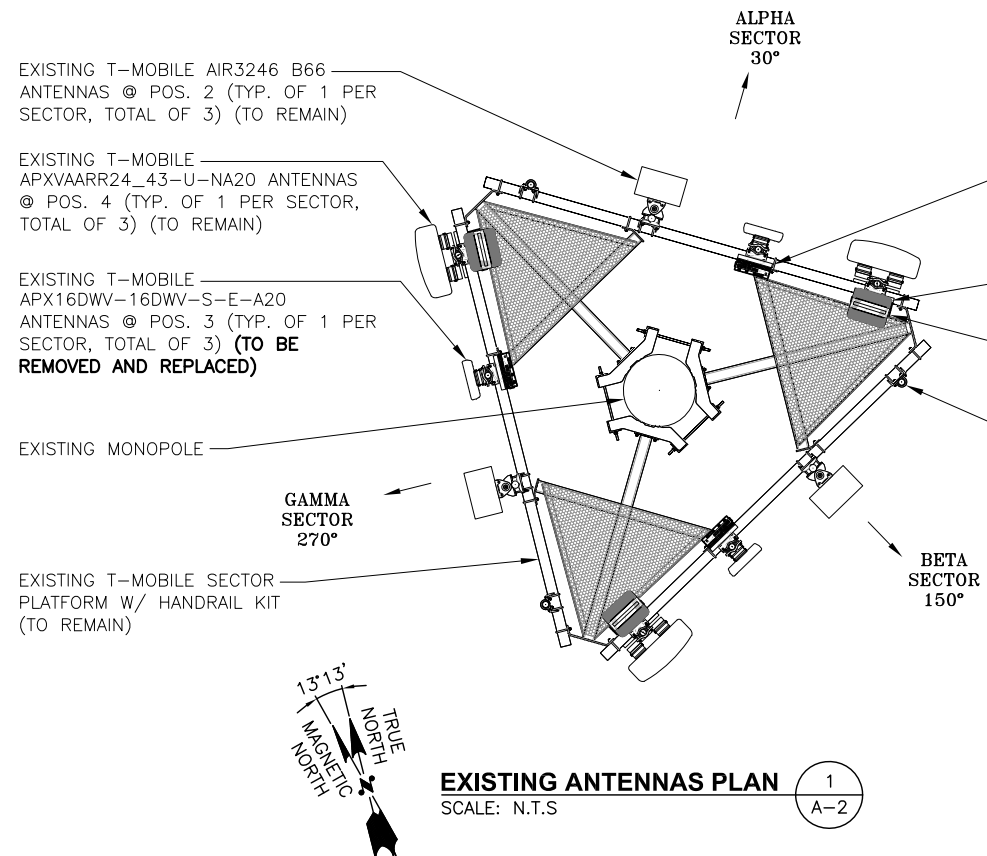 ALPHA
SECTOR
30°
EXISTING T-MOBILE AIR3246 B66
ANTENNAS @ POS. 2 (TYP. OF 1 PER
SECTOR, TOTAL OF 3) (TO REMAIN)
EXISTING T-MOBILE
APXVAARR24_43-U-NA20 ANTENNAS
@ POS. 4 (TYP. OF 1 PER SECTOR,
TOTAL OF 3) (TO REMAIN)
EXISTING T-MOBILE
APX16DWV-16DWV-S-E-A20
ANTENNAS @ POS. 3 (TYP. OF 1 PER
SECTOR, TOTAL OF 3) (TO BE
REMOVED AND REPLACED)
EXISTING MONOPOLE
GAMMA
SECTOR
270°
BETA
SECTOR
150°
EXISTING T-MOBILE SECTOR
PLATFORM W/ HANDRAIL KIT
(TO REMAIN)
13°13'
TRUE
NORTH
MAGNETIC
NORTH
N
EXISTING ANTENNAS PLAN
SCALE: N.T.S
1
A-2